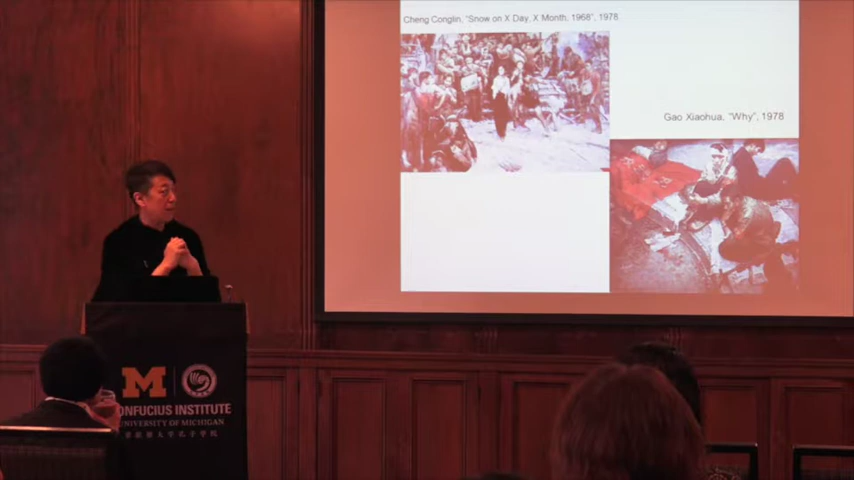 Cheng Conglin, "Snow on X Day, X Month, 1968", 1978
Gao Xiaohua, "Why", 1978
M
CONFUCIUS INSTITUTE
UNIVERSITY OF MICHIGAN